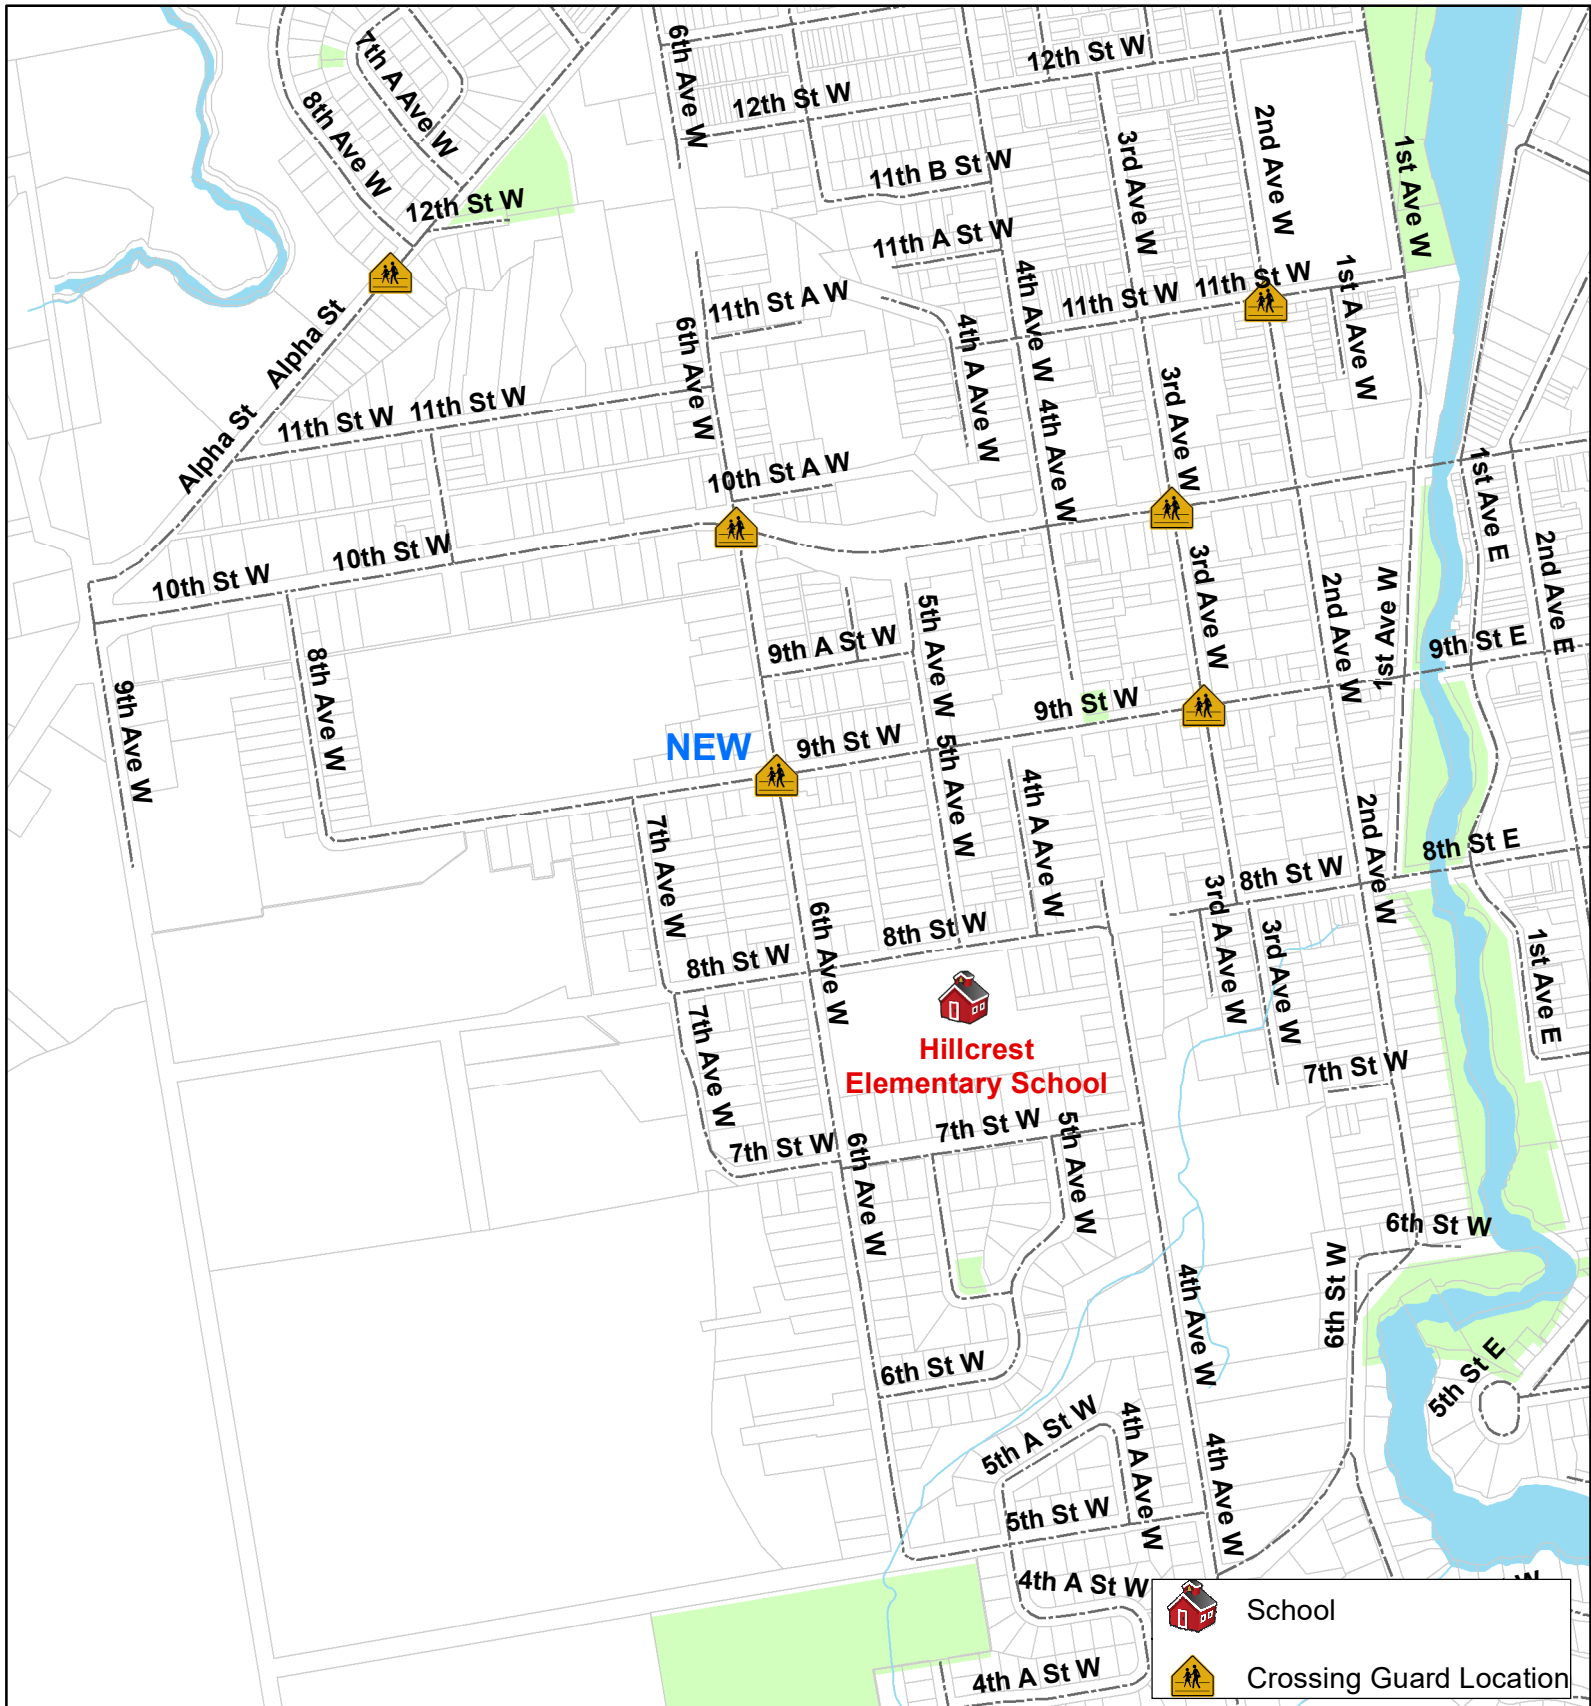 12th St W
6th Ave W
7th A Ave W
12th St W
8th Ave W
2nd Ave W
3rd Ave W
1st Ave W
11th B St W
12th St W
11th A St W
4th Ave W
11th St W
11th St W
1st A Ave W
11th St A W
Alpha St
6th Ave W
4th A Ave W
3rd Ave W
11th St W
11th St W
4th Ave W
Alpha St
10th St A W
1st Ave E
2nd Ave E
10th St W
10th St W
3rd Ave W
1st Ave W
2nd Ave W
5th Ave W
9th A St W
9th St E
8th Ave W
9th Ave W
9th St W
NEW
9th St W
5th Ave W
4th A Ave W
2nd Ave W
7th Ave W
8th St E
8th St W
3rd A Ave W
3rd Ave W
6th Ave W
8th St W
8th St W
1st Ave E
7th Ave W
Hillcrest
Elementary School
7th St W
7th St W
5th Ave W
7th St W
6th Ave W
6th St W
6th St W
4th Ave W
6th St W
5th St E
5th A St W
4th A Ave W
4th Ave W
5th St W
4th A St W
W
School
4th A St W
Crossing Guard Location